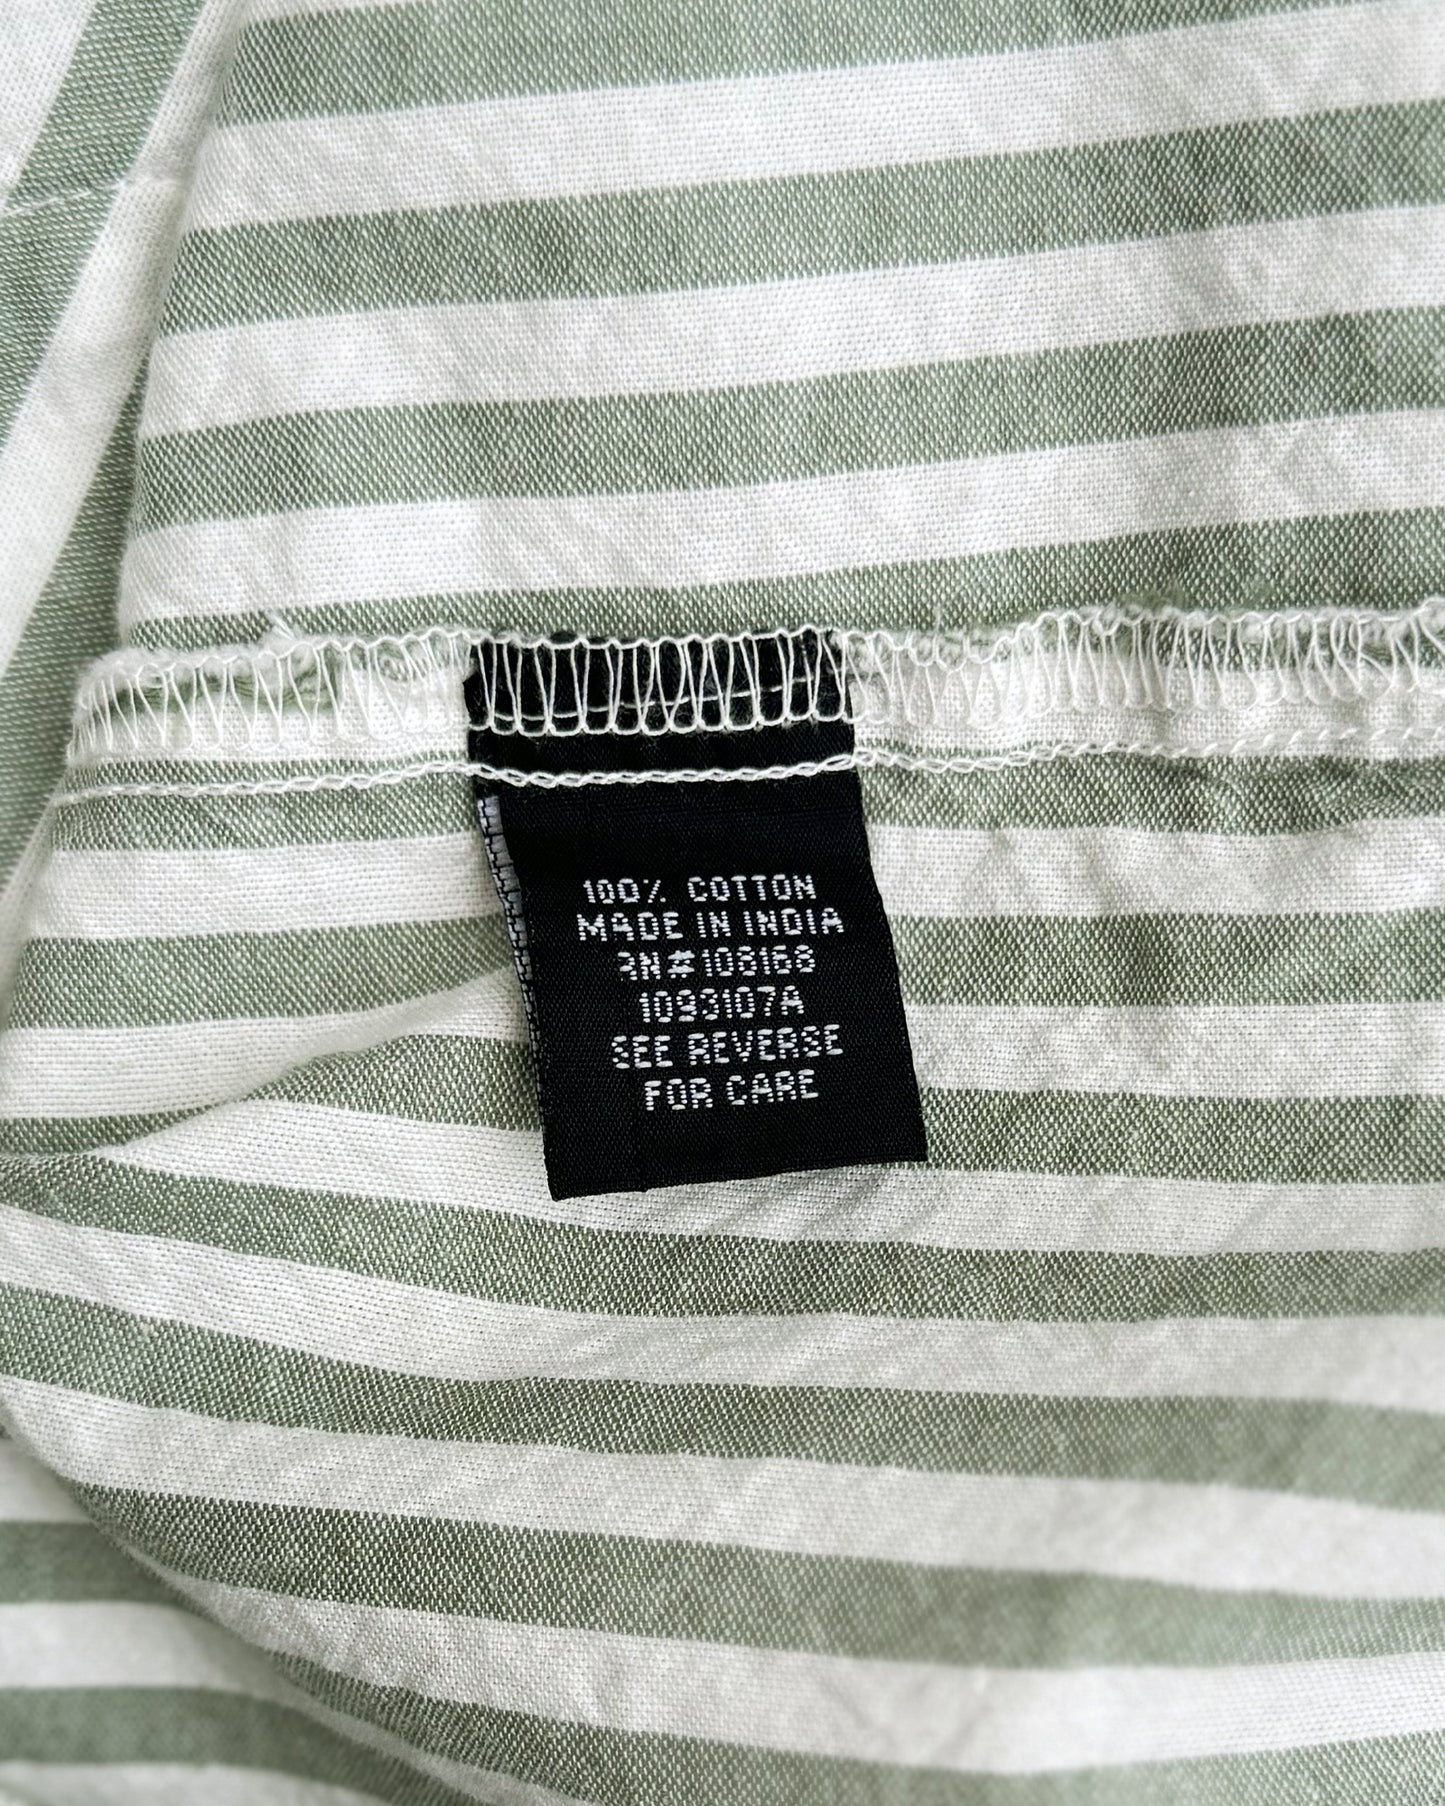 100% COTTON
MADE IN INDIA
RN#108168
1093107A
SEE REVERSE
FOR CARE